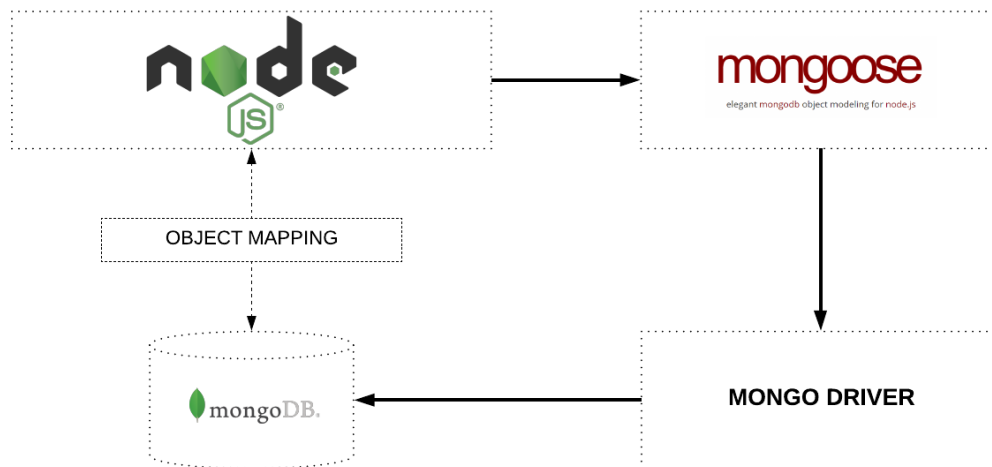 node
JS®
mongoose
elegant mongodb object modeling for node.js
OBJECT MAPPING
mongoDB.
MONGO DRIVER